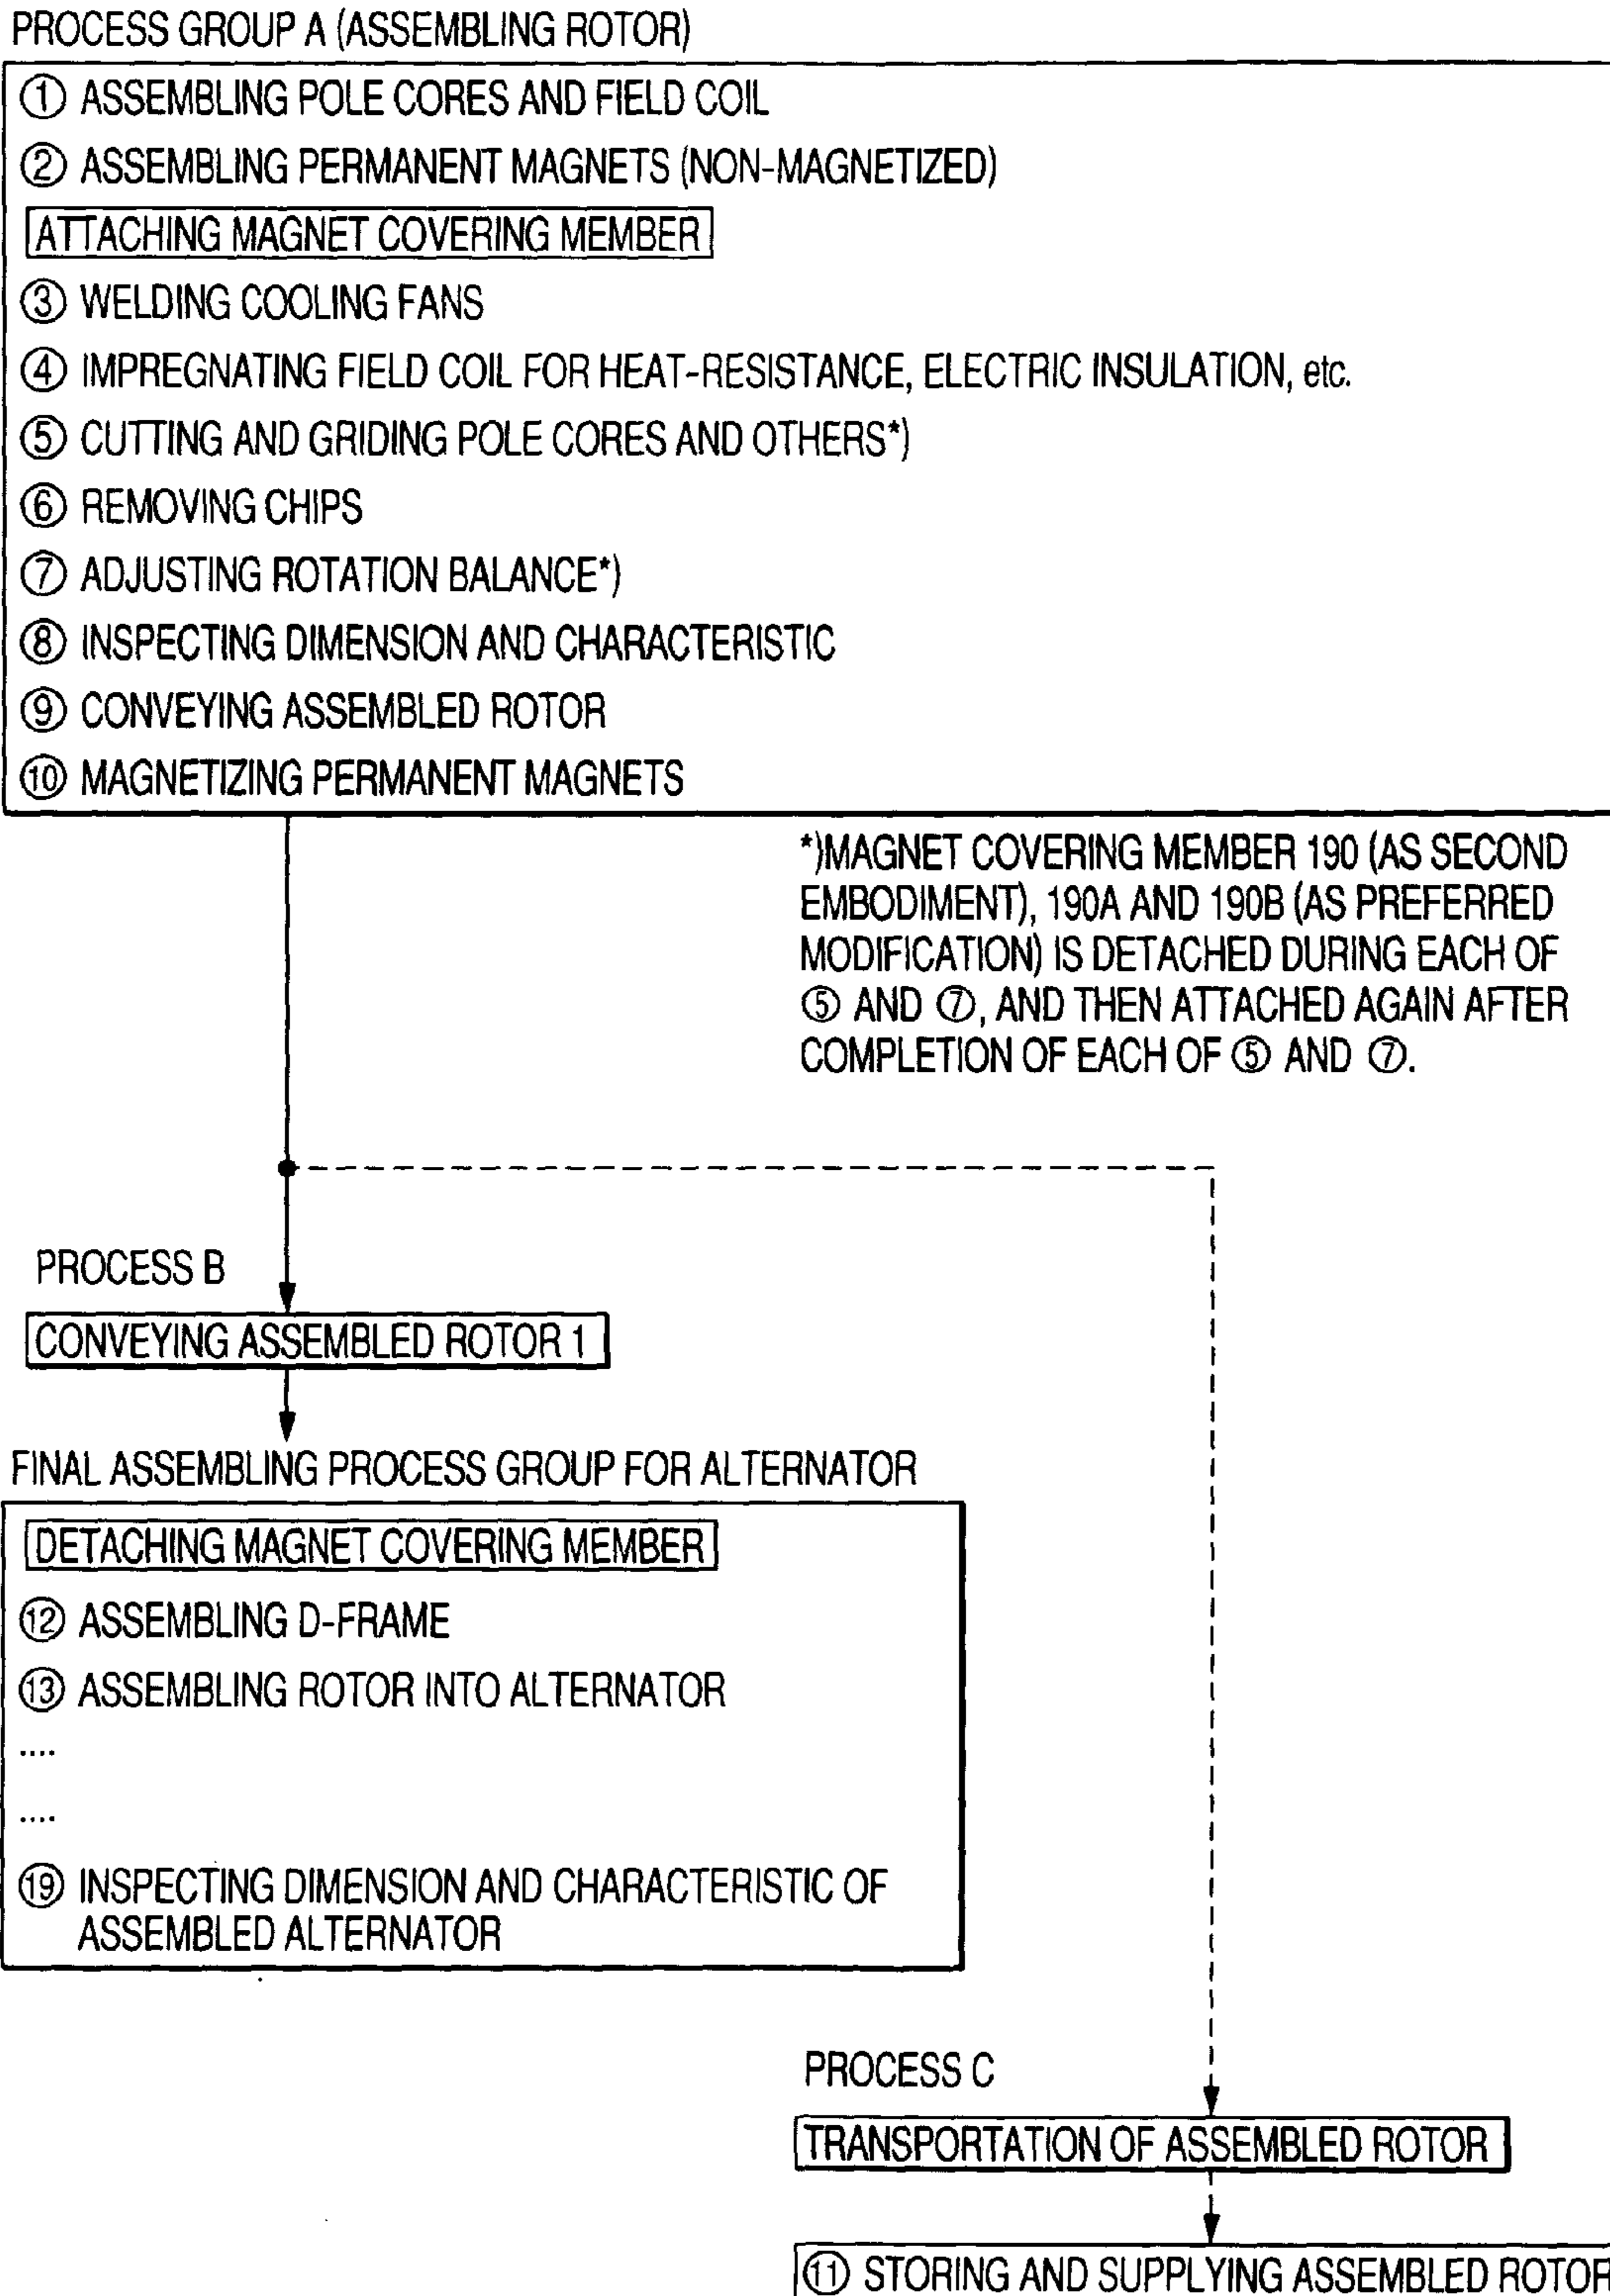 PROCESS GROUP A (ASSEMBLING ROTOR)
① ASSEMBLING POLE CORES AND FIELD COIL
② ASSEMBLING PERMANENT MAGNETS (NON-MAGNETIZED)
ATTACHING MAGNET COVERING MEMBER
③ WELDING COOLING FANS
④ IMPREGNATING FIELD COIL FOR HEAT-RESISTANCE, ELECTRIC INSULATION, etc.
⑤ CUTTING AND GRIDING POLE CORES AND OTHERS*)
⑥ REMOVING CHIPS
⑦ ADJUSTING ROTATION BALANCE*)
⑧ INSPECTING DIMENSION AND CHARACTERISTIC
⑨ CONVEYING ASSEMBLED ROTOR
⑩ MAGNETIZING PERMANENT MAGNETS
*)MAGNET COVERING MEMBER 190 (AS SECOND
EMBODIMENT), 190A AND 190B (AS PREFERRED
MODIFICATION) IS DETACHED DURING EACH OF
⑤ AND ⑦, AND THEN ATTACHED AGAIN AFTER
COMPLETION OF EACH OF ⑤ AND ⑦.
PROCESS B
CONVEYING ASSEMBLED ROTOR 1
FINAL ASSEMBLING PROCESS GROUP FOR ALTERNATOR
DETACHING MAGNET COVERING MEMBER
⑫ ASSEMBLING D-FRAME
⑬ ASSEMBLING ROTOR INTO ALTERNATOR
....
....
⑲ INSPECTING DIMENSION AND CHARACTERISTIC OF
ASSEMBLED ALTERNATOR
PROCESS C
TRANSPORTATION OF ASSEMBLED ROTOR
⑪ STORING AND SUPPLYING ASSEMBLED ROTOR